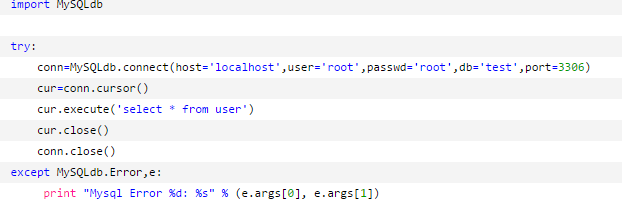 import MySQLdb
try:
    conn=MySQLdb.connect(host='localhost',user='root',passwd='root',db='test',port=3306)
    cur=conn.cursor()
    cur.execute('select * from user')
    cur.close()
    conn.close()
except MySQLdb.Error,e:
     print "Mysql Error %d: %s" % (e.args[0], e.args[1])